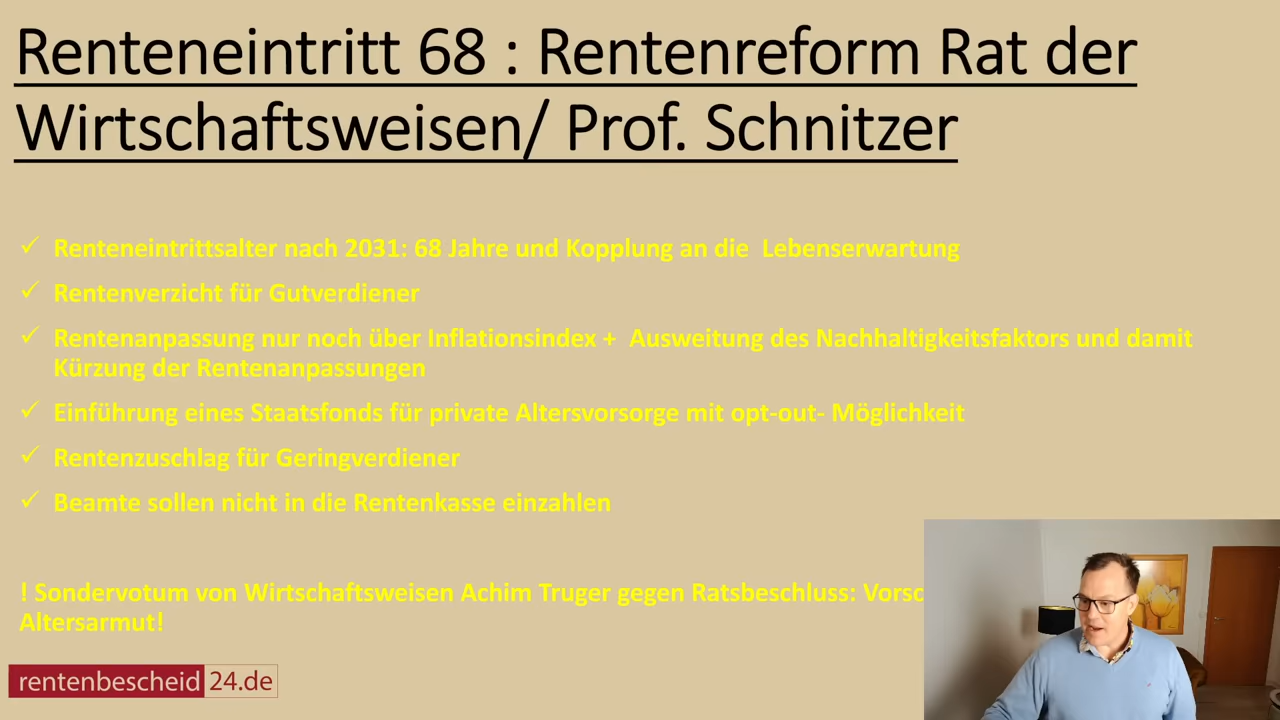 Renteneintritt 68 : Rentenreform Rat der
Wirtschaftsweisen/ Prof. Schnitzer
✓ Renteneintrittsalter nach 2031: 68 Jahre und Kopplung an die Lebenserwartung
✓ Rentenverzicht für Gutverdiener
✓ Rentenanpassung nur noch über Inflationsindex + Ausweitung des Nachhaltigkeitsfaktors und damit
Kürzung der Rentenanpassungen
✓ Einführung eines Staatsfonds für private Altersvorsorge mit opt-out- Möglichkeit
✓ Rentenzuschlag für Geringverdiener
✓ Beamte sollen nicht in die Rentenkasse einzahlen
! Sondervotum von Wirtschaftsweisen Achim Truger gegen Ratsbeschluss:
Altersarmut!
rentenbescheid 24.de